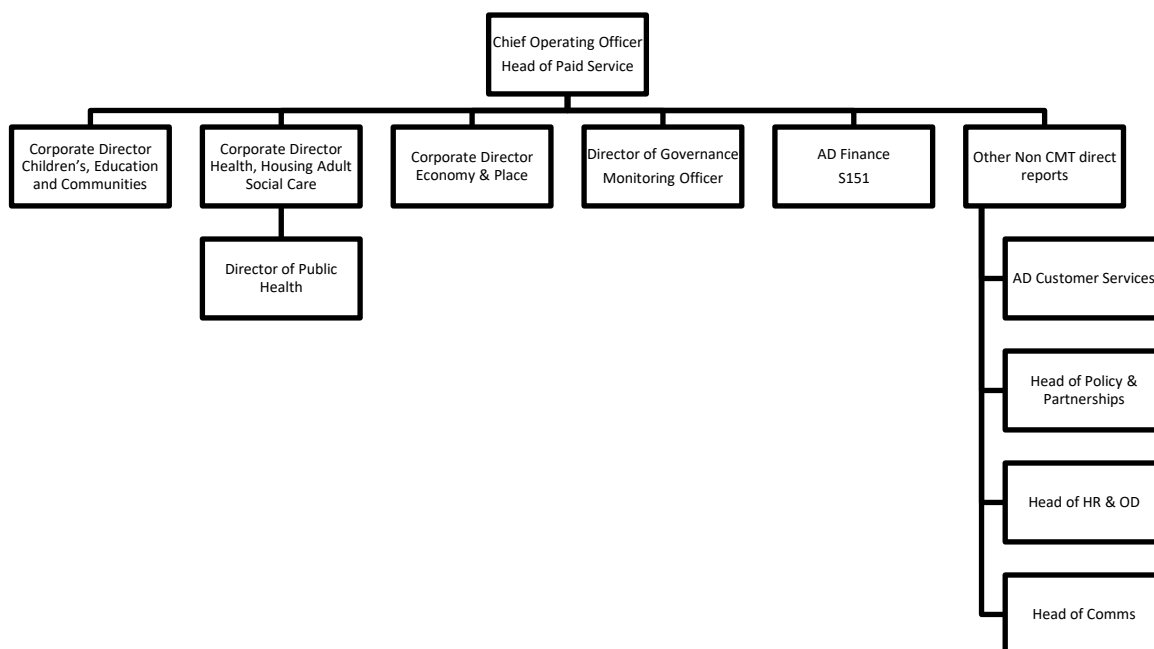 Chief Operating Officer
Head of Paid Service
Corporate Director
Children’s, Education
and Communities
Corporate Director
Health, Housing Adult
Social Care
Corporate Director
Economy & Place
Director of Governance
Monitoring Officer
AD Finance
S151
Other Non CMT direct
reports
Director of Public
Health
AD Customer Services
Head of Policy &
Partnerships
Head of HR & OD
Head of Comms